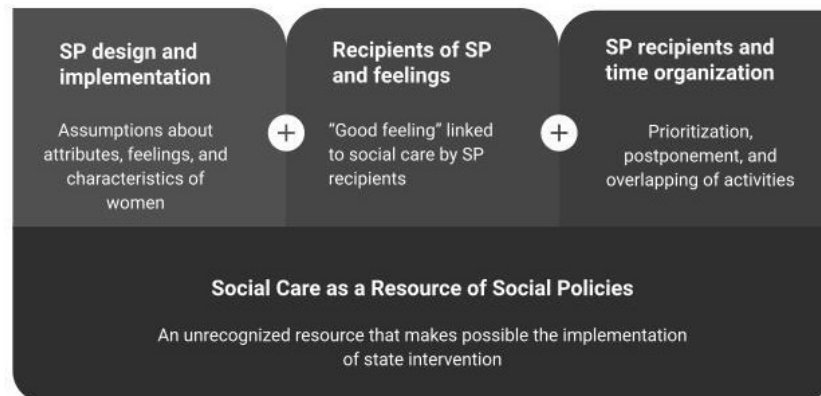 SP design and
implementation
Assumptions about
attributes, feelings, and
characteristics of
women
+
Recipients of SP
and feelings
"Good feeling" linked
to social care by SP
recipients
+
SP recipients and
time organization
Prioritization,
postponement, and
overlapping of activities
Social Care as a Resource of Social Policies
An unrecognized resource that makes possible the implementation
of state intervention